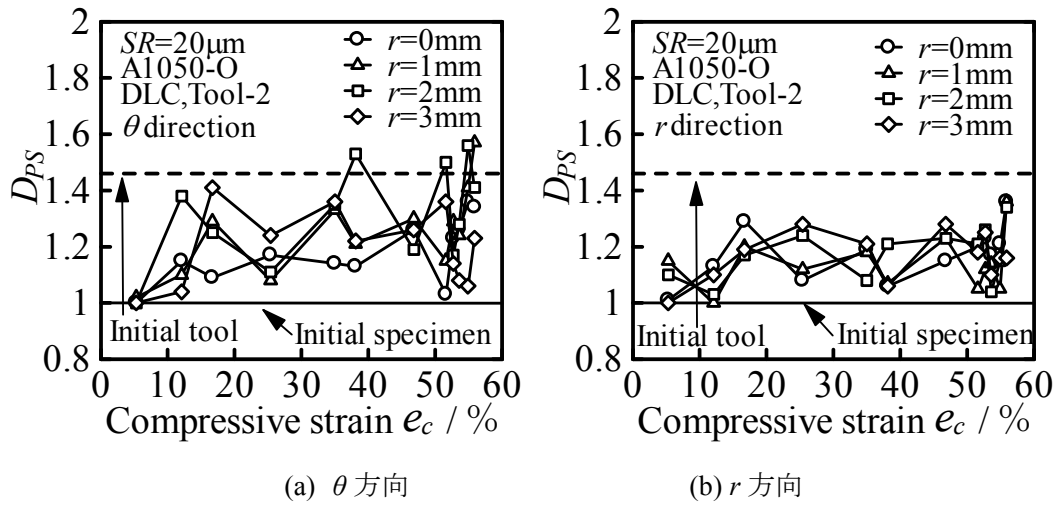 2
1.8
1.6
1.4
1.2
1
0.8
D_PS
SR=20μm
A1050-O
DLC,Tool-2
θ direction
r=0mm
r=1mm
r=2mm
r=3mm
Initial tool
Initial specimen
0 10 20 30 40 50 60
Compressive strain e_c / %
(a) θ 方向
2
1.8
1.6
1.4
1.2
1
0.8
D_PS
SR=20μm
A1050-O
DLC,Tool-2
r direction
r=0mm
r=1mm
r=2mm
r=3mm
Initial tool
Initial specimen
0 10 20 30 40 50 60
Compressive strain e_c / %
(b) r 方向